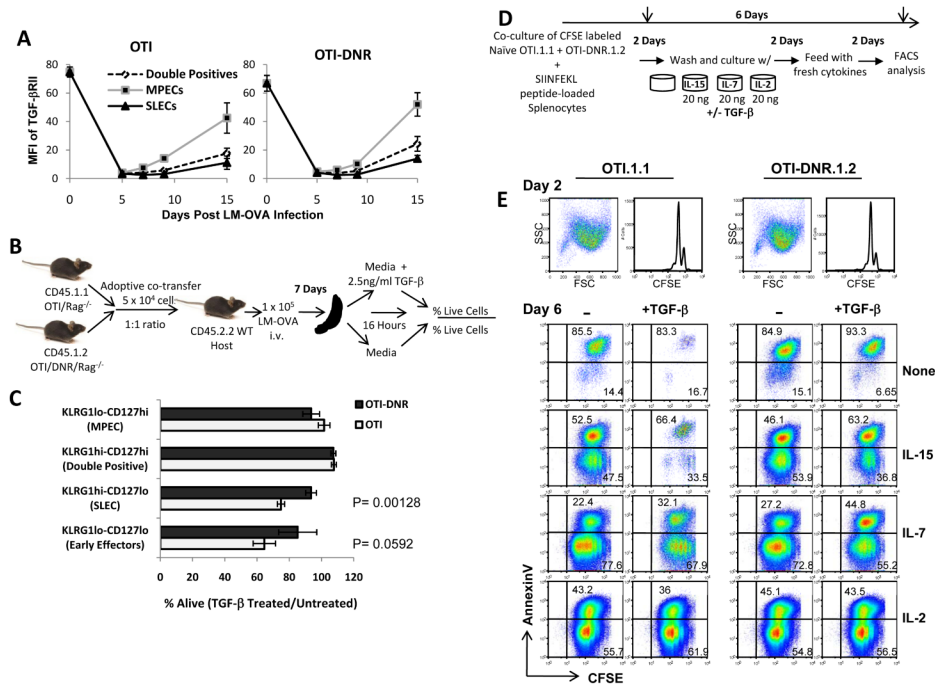 A
OTI
OTI-DNR
MFI of TGF-βRII
80
60
40
20
0
Double Positives
MPECs
SLECs
0 5 10 15
80
60
40
20
0
0 5 10 15
Days Post LM-OVA Infection
B
CD45.1.1
OTI/Rag-/-
CD45.1.2
OTI/DNR/Rag-/-
Adoptive co-transfer
5 x 10⁴ cell
1:1 ratio
CD45.2.2 WT
Host
1 x 10⁵
LM-OVA
i.v.
7 Days
Media +
2.5ng/ml TGF-β
16 Hours
Media
% Live Cells
% Live Cells
C
KLRG1lo-CD127hi
(MPEC)
KLRG1hi-CD127hi
(Double Positive)
KLRG1hi-CD127lo
(SLEC)
KLRG1lo-CD127lo
(Early Effectors)
OTI-DNR
OTI
P= 0.00128
P= 0.0592
0 20 40 60 80 100 120
% Alive (TGF-β Treated/Untreated)
D
6 Days
Co-culture of CFSE labeled
Naïve OTI.1.1 + OTI-DNR.1.2
+
SIINFEKL
peptide-loaded
Splenocytes
2 Days
Wash and culture w/
IL-15 IL-7 IL-2
20 ng 20 ng 20 ng
+/- TGF-β
2 Days
Feed with
fresh cytokines
2 Days
FACS
analysis
E
OTI.1.1
OTI-DNR.1.2
Day 2
SSC
FSC
CFSE
SSC
FSC
CFSE
Day 6
– +TGF-β – +TGF-β
85.5 83.3 84.9 93.3
None
14.4 16.7 15.1 6.65
52.5 66.4 46.1 63.2
IL-15
47.5 33.5 53.9 36.8
22.4 32.1 27.2 44.8
IL-7
77.6 67.9 72.8 55.2
43.2 36 45.1 43.5
IL-2
55.7 61.9 54.8 56.5
AnnexinV
CFSE